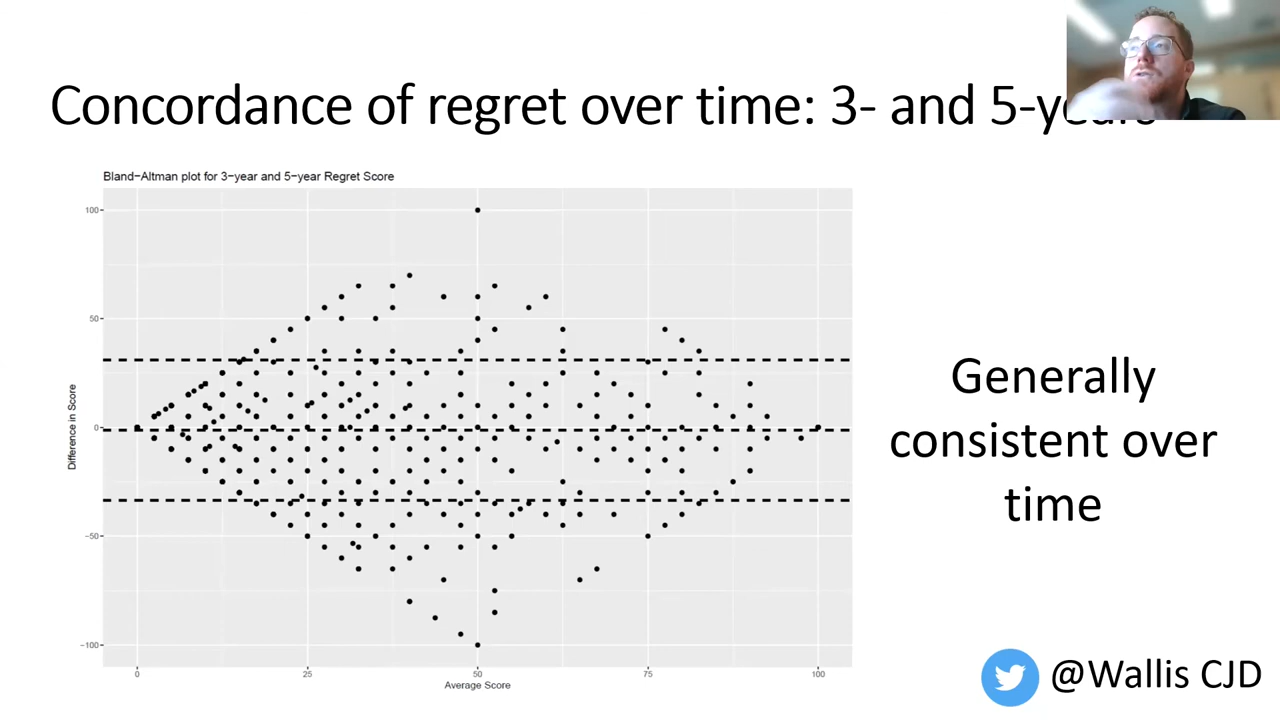 Concordance of regret over time: 3- and 5-years
Bland−Altman plot for 3−year and 5−year Regret Score
100
50
0
−50
−100
Difference in Score
0 25 50 75 100
Average Score
Generally
consistent over
time
@Wallis CJD